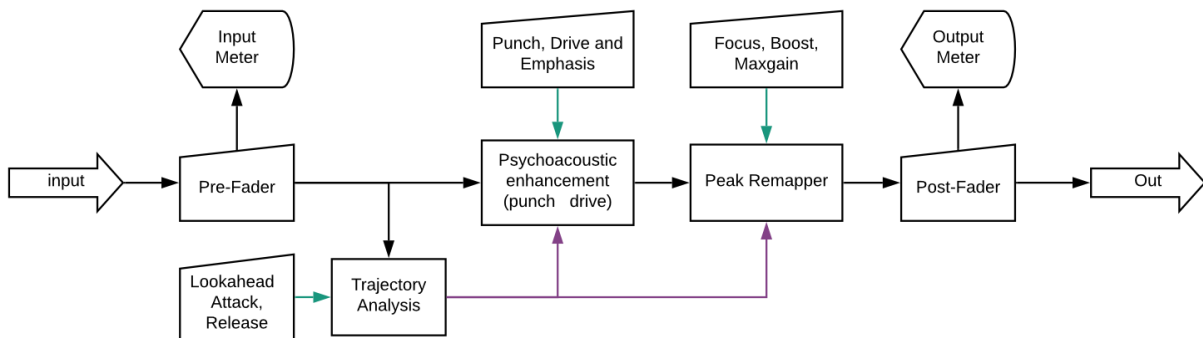 Input
Meter
Punch, Drive and
Emphasis
Focus, Boost,
Maxgain
Output
Meter
input
Pre-Fader
Psychoacoustic
enhancement
(punch drive)
Peak Remapper
Post-Fader
Out
Lookahead
Attack,
Release
Trajectory
Analysis